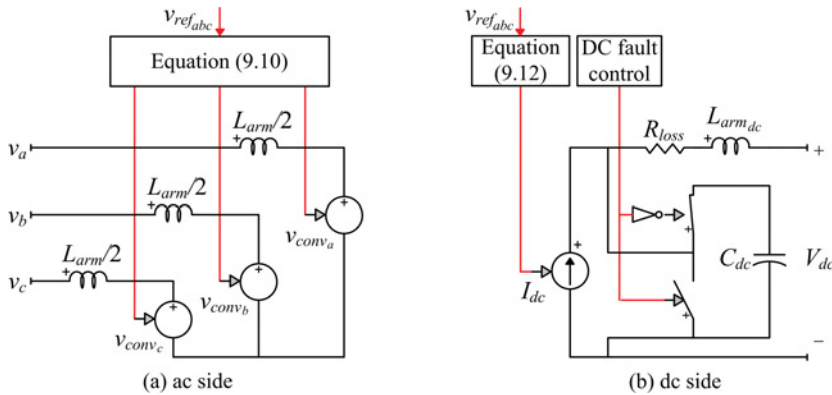 v_ref_abc
Equation (9.10)
L_arm/2
v_a
L_arm/2
v_b
v_conv_a
L_arm/2
v_c
v_conv_b
v_conv_c
(a) ac side
v_ref_abc
Equation
(9.12)
DC fault
control
L_arm_dc
R_loss
+
C_dc
V_dc
I_dc
−
(b) dc side